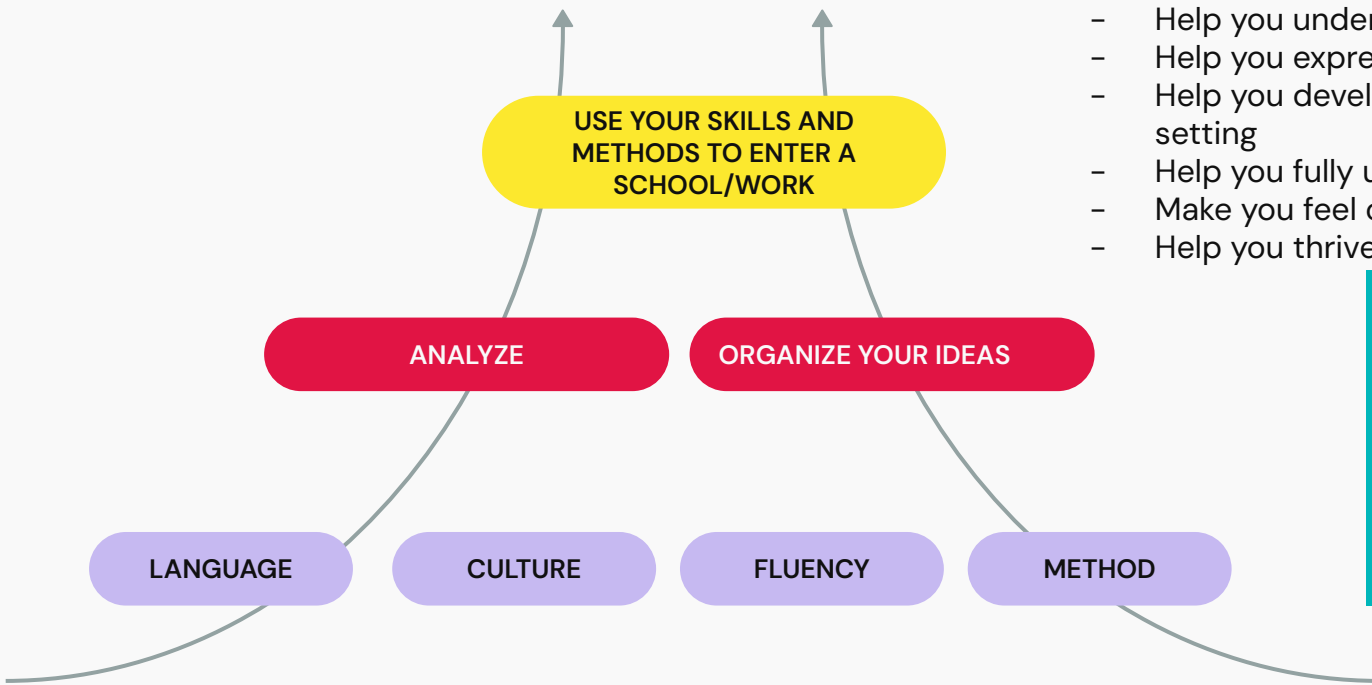 - Help you
- Help you
- Help you
setting
- Help you fully
- Make you feel
- Help you thrive
USE YOUR SKILLS AND
METHODS TO ENTER A
SCHOOL/WORK
ANALYZE
ORGANIZE YOUR IDEAS
LANGUAGE
CULTURE
FLUENCY
METHOD